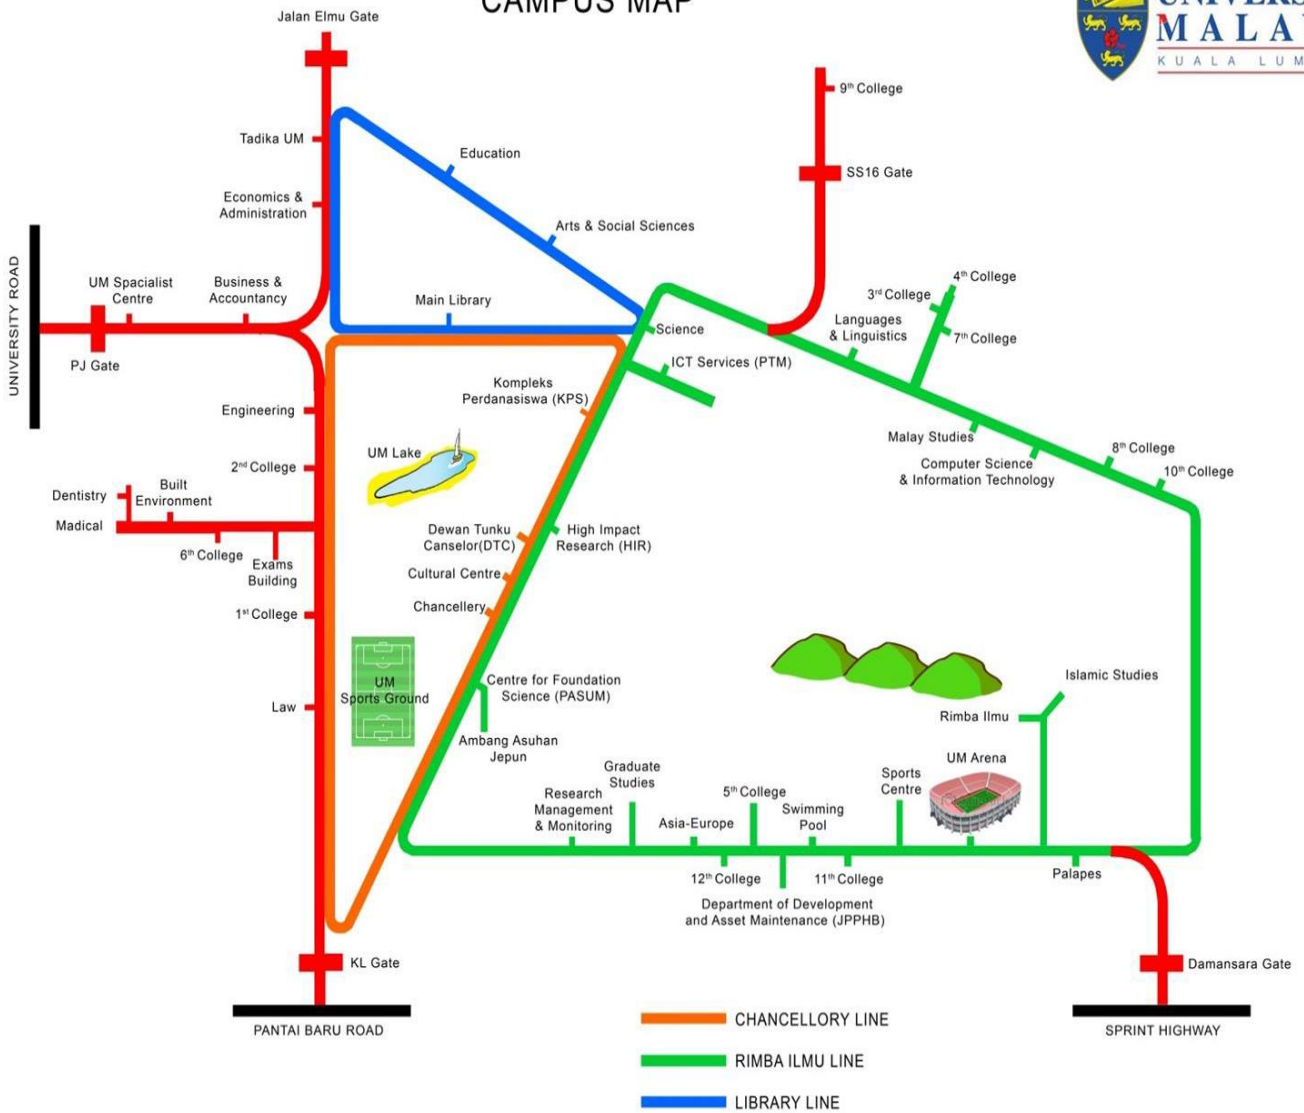 CAMPUS MAP
MALA
KUALA LUM
Jalan Elmu Gate
9th College
Tadika UM
Education
SS16 Gate
Economics &
Administration
Arts & Social Sciences
UNIVERSITY ROAD
UM Spacialist
Centre
Business &
Accountancy
Main Library
PJ Gate
4th College
3rd College
Languages
& Linguistics
7th College
Science
ICT Services (PTM)
Kompleks
Perdanasiswa (KPS)
Engineering
UM Lake
2nd College
Malay Studies
Computer Science
& Information Technology
8th College
10th College
Dentistry
Built
Environment
Madical
6th College
Exams
Building
Dewan Tunku
Canselor(DTC)
High Impact
Research (HIR)
Cultural Centre
Chancellery
1st College
UM
Sports Ground
Law
Centre for Foundation
Science (PASUM)
Ambang Asuhan
Jepun
Islamic Studies
Rimba Ilmu
UM Arena
Graduate
Studies
Research
Management
& Monitoring
Asia-Europe
5th College
Swimming
Pool
Sports
Centre
12th College
11th College
Palapes
Department of Development
and Asset Maintenance (JPPHB)
KL Gate
Damansara Gate
PANTAI BARU ROAD
SPRINT HIGHWAY
CHANCELLORY LINE
RIMBA ILMU LINE
LIBRARY LINE